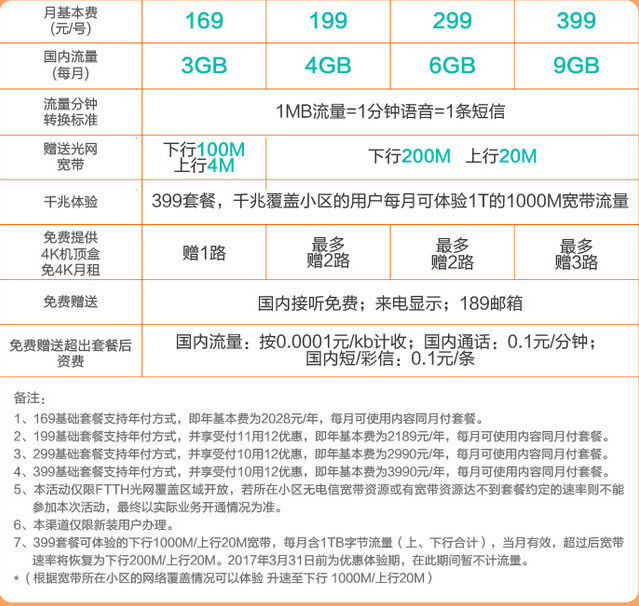 月基本费 169 199 299 399
(元/号)
国内流量 3GB 4GB 6GB 9GB
(每月)
流量分钟
转换标准
1MB流量=1分钟语音=1条短信
赠送光网
宽带
下行100M
上行4M
下行200M 上行20M
千兆体验
399套餐，千兆覆盖小区的用户每月可体验1T的1000M宽带流量
免费提供
4K机顶盒
免4K月租
赠1路
最多
赠2路
最多
赠2路
最多
赠3路
免费赠送
国内接听免费；来电显示；189邮箱
免费赠送超出套餐后
资费
国内流量：按0.0001元/kb计收；国内通话：0.1元/分钟；
国内短/彩信：0.1元/条
备注：
1、169基础套餐支持年付方式，即年基本费为2028元/年，每月可使用内容同月付套餐。
2、199基础套餐支持年付方式，并享受付11月12优惠，即年基本费为2189元/年，每月可使用内容同月付套餐。
3、299基础套餐支持年付方式，并享受付10月12优惠，即年基本费为2990元/年，每月可使用内容同月付套餐。
4、399基础套餐支持年付方式，并享受付10月12优惠，即年基本费为3990元/年，每月可使用内容同月付套餐。
5、本活动仅限FTTH光网覆盖区域开放，若所在小区无电信宽带资源或有宽带资源达不到套餐约定的速率则不能
参加本次活动，最终以实际业务开通情况为准。
6、本渠道仅限新装用户办理。
7、399套餐可体验的下行1000M/上行20M宽带，每月含1TB字节流量（上、下行合计），当月有效，超过后宽带
速率将恢复为下行200M/上行20M。2017年3月31日前为优惠体验期，在此期间暂不计流量。
*（根据宽带所在小区的网络覆盖情况可以体验 升速至下行 1000M/上行20M）